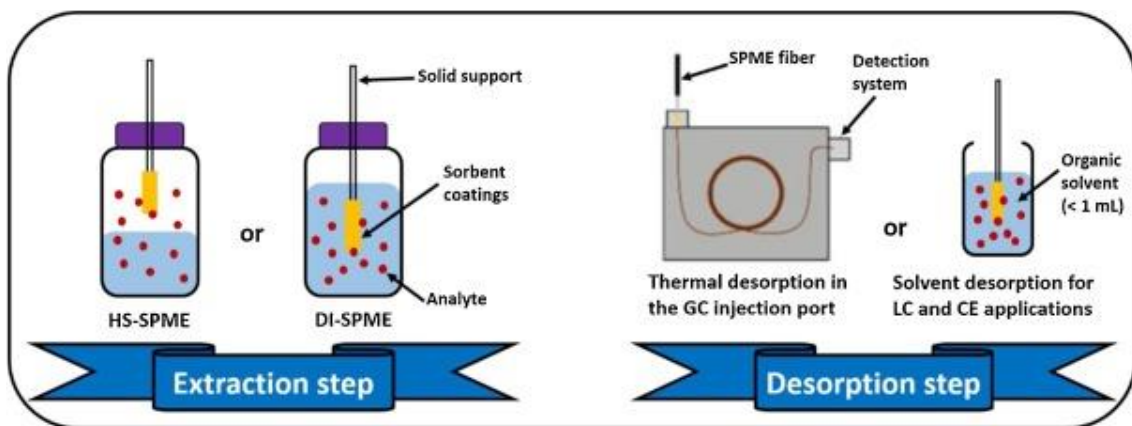 Solid support
Sorbent
coatings
or
Analyte
HS-SPME
DI-SPME
Extraction step
SPME fiber
Detection
system
or
Organic
solvent
(< 1 mL)
Thermal desorption in
the GC injection port
Solvent desorption for
LC and CE applications
Desorption step